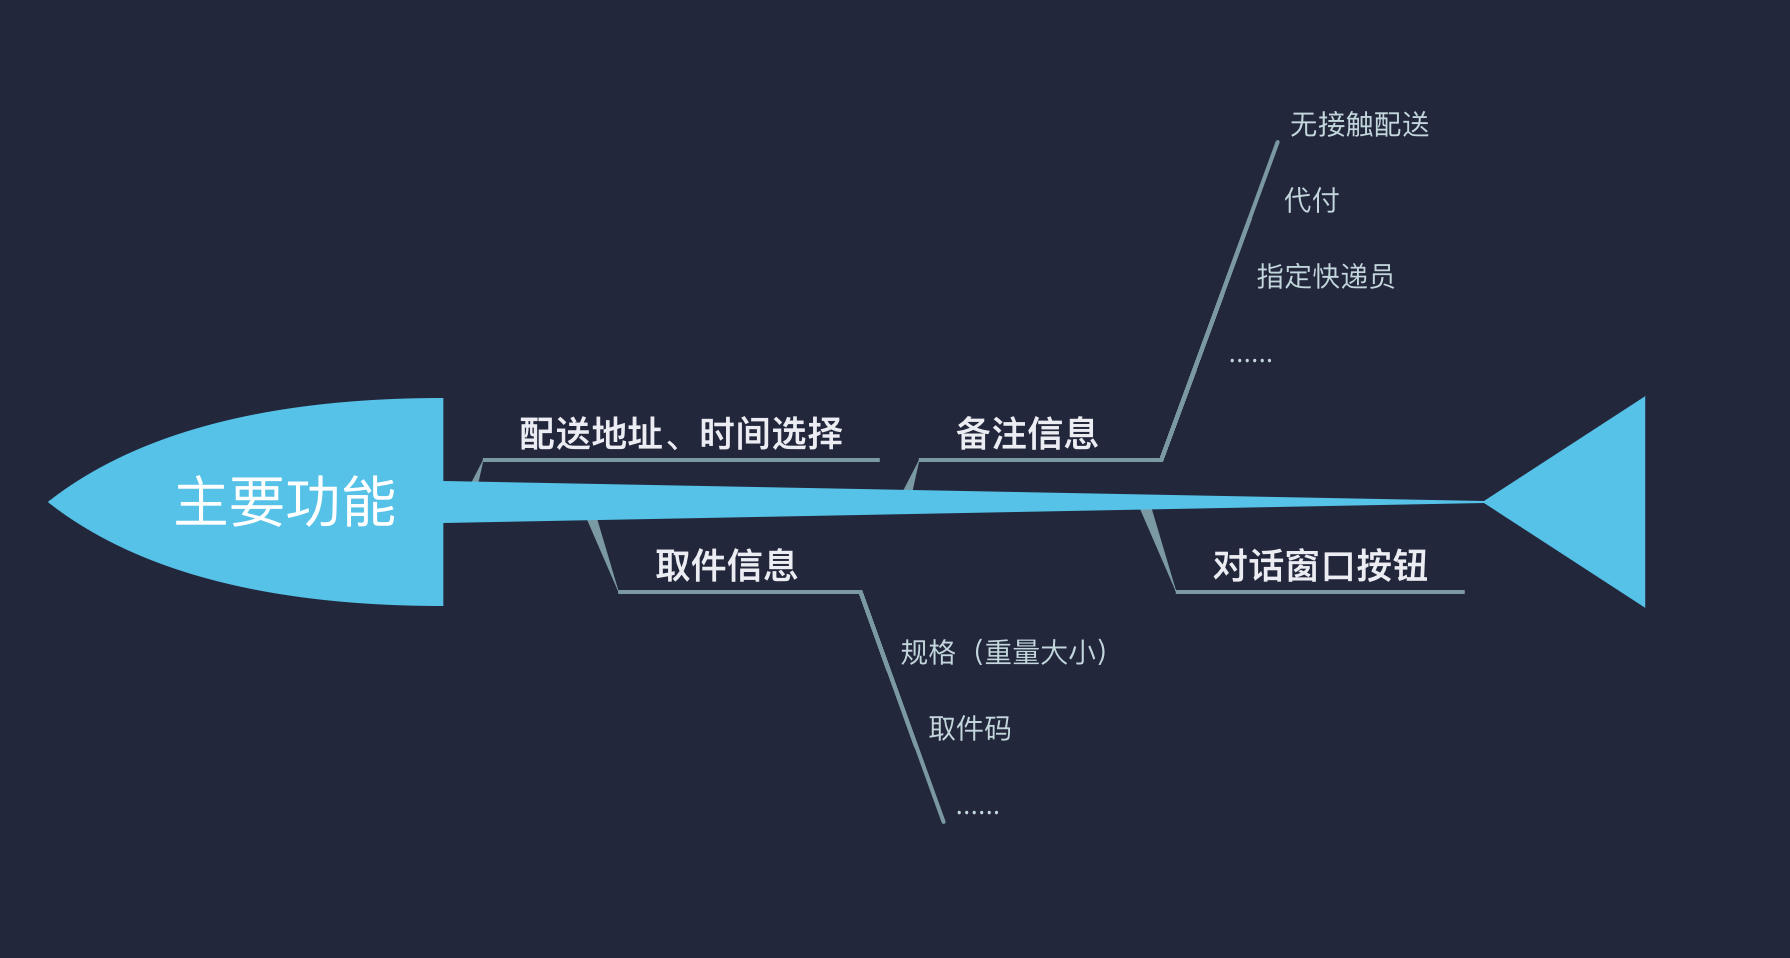 主要功能
配送地址、时间选择
备注信息
无接触配送
代付
指定快递员
......
取件信息
规格（重量大小）
取件码
......
对话窗口按钮